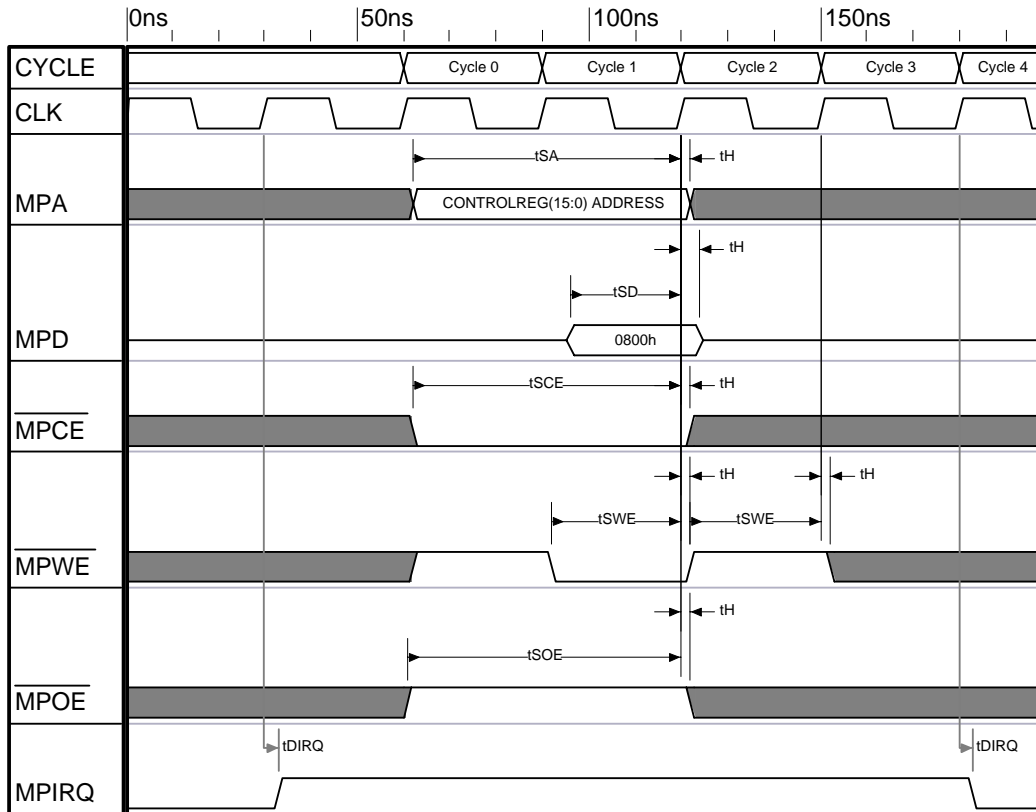 0ns 50ns 100ns 150ns
CYCLE Cycle 0 Cycle 1 Cycle 2 Cycle 3 Cycle 4
CLK
tSA tH
MPA CONTROLREG(15:0) ADDRESS
tH
tSD
MPD 0800h
tSCE tH
MPCE
tH tH
tSWE tSWE
MPWE
tH
tSOE
MPOE
tDIRQ tDIRQ
MPIRQ